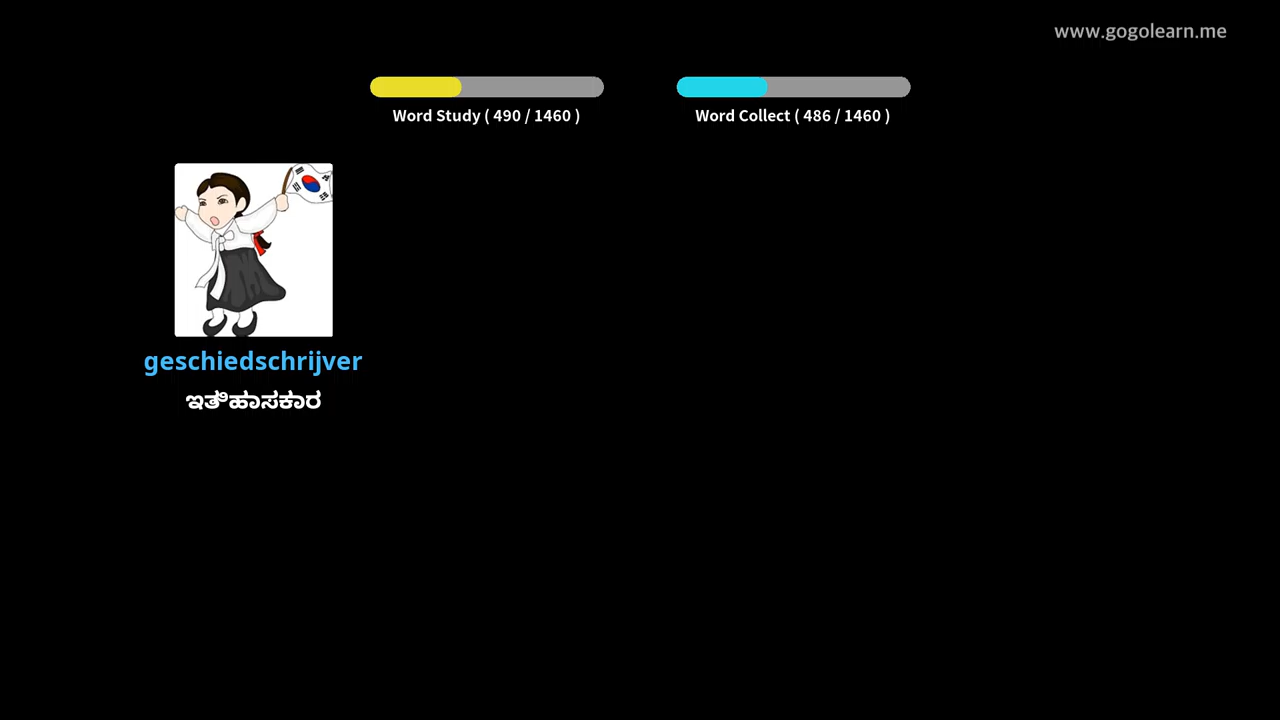 www.gogolearn.me
Word Study ( 490 / 1460 )
Word Collect ( 486 / 1460 )
geschiedschrijver
ಇತಿಹಾಸಕಾರ